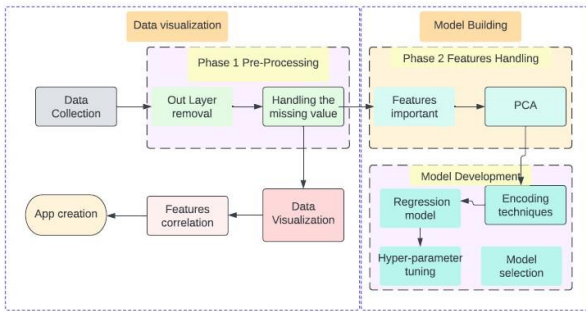 Data visualization
Model Building
Phase 1 Pre-Processing
Phase 2 Features Handling
Data
Collection
Out Layer
removal
Handling the
missing value
Features
important
PCA
Model Development
App creation
Features
correlation
Data
Visualization
Regression
model
Encoding
techniques
Hyper-parameter
tuning
Model
selection